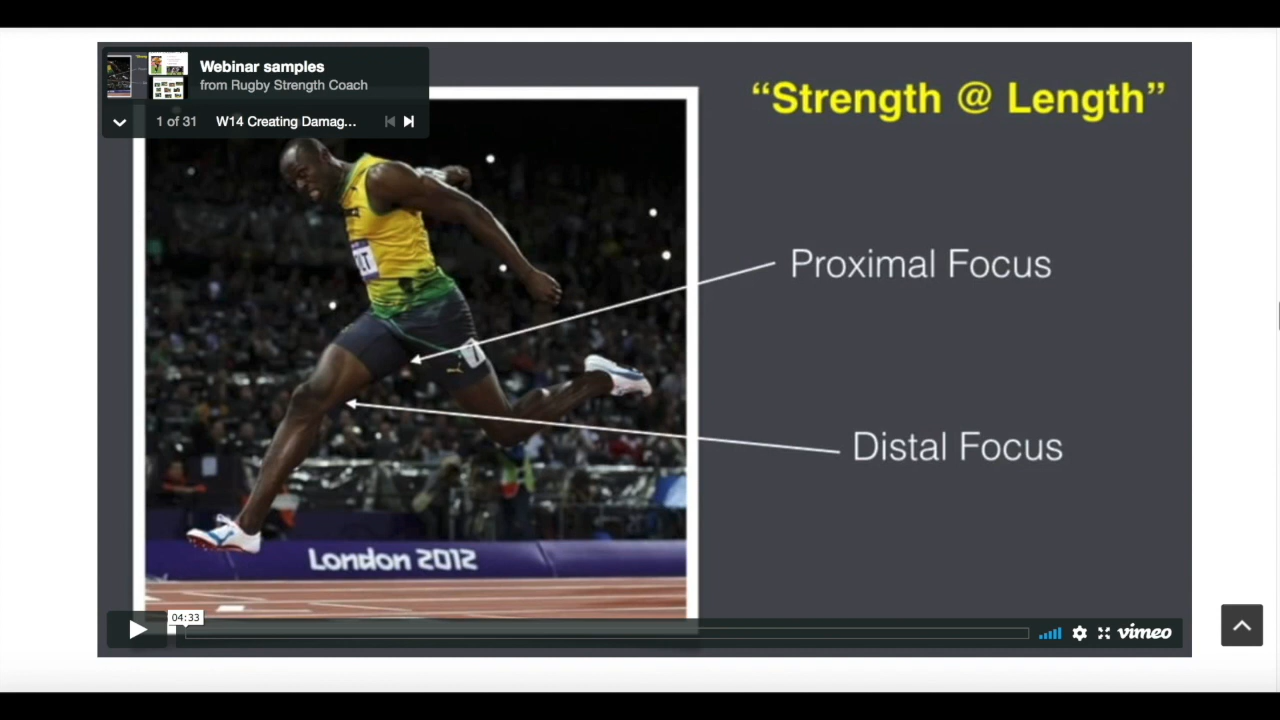 Webinar samples
from Rugby Strength Coach
1 of 31 W14 Creating Damag...
“Strength @ Length”
Proximal Focus
Distal Focus
LT
London 2012
04:33
vimeo